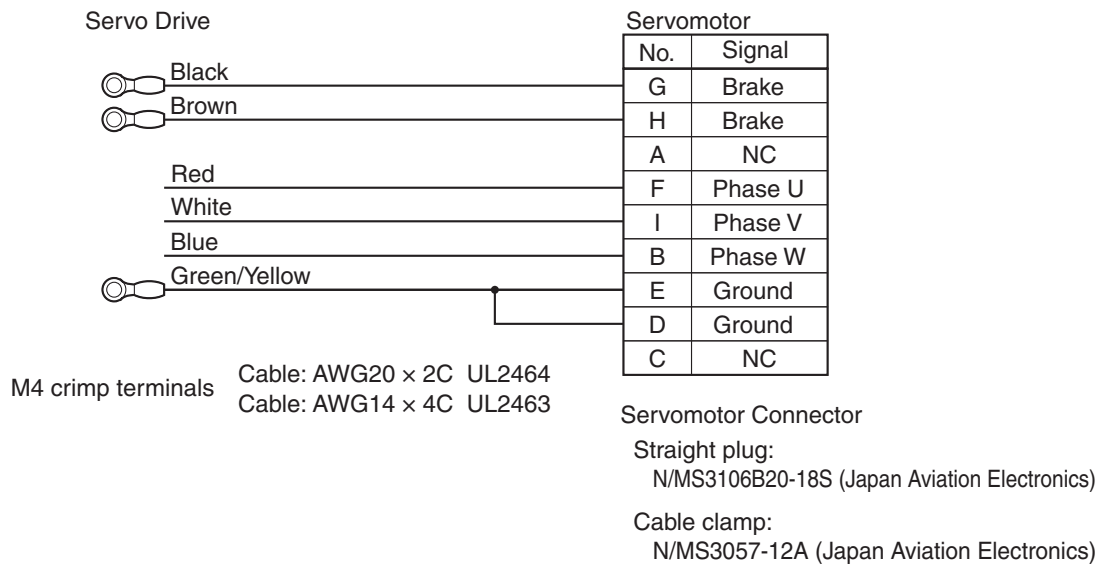 Servo Drive
Servomotor
No. Signal
Black
G Brake
Brown
H Brake
A NC
Red
F Phase U
White
I Phase V
Blue
B Phase W
Green/Yellow
E Ground
D Ground
C NC
M4 crimp terminals
Cable: AWG20 × 2C UL2464
Cable: AWG14 × 4C UL2463
Servomotor Connector
Straight plug:
N/MS3106B20-18S (Japan Aviation Electronics)
Cable clamp:
N/MS3057-12A (Japan Aviation Electronics)